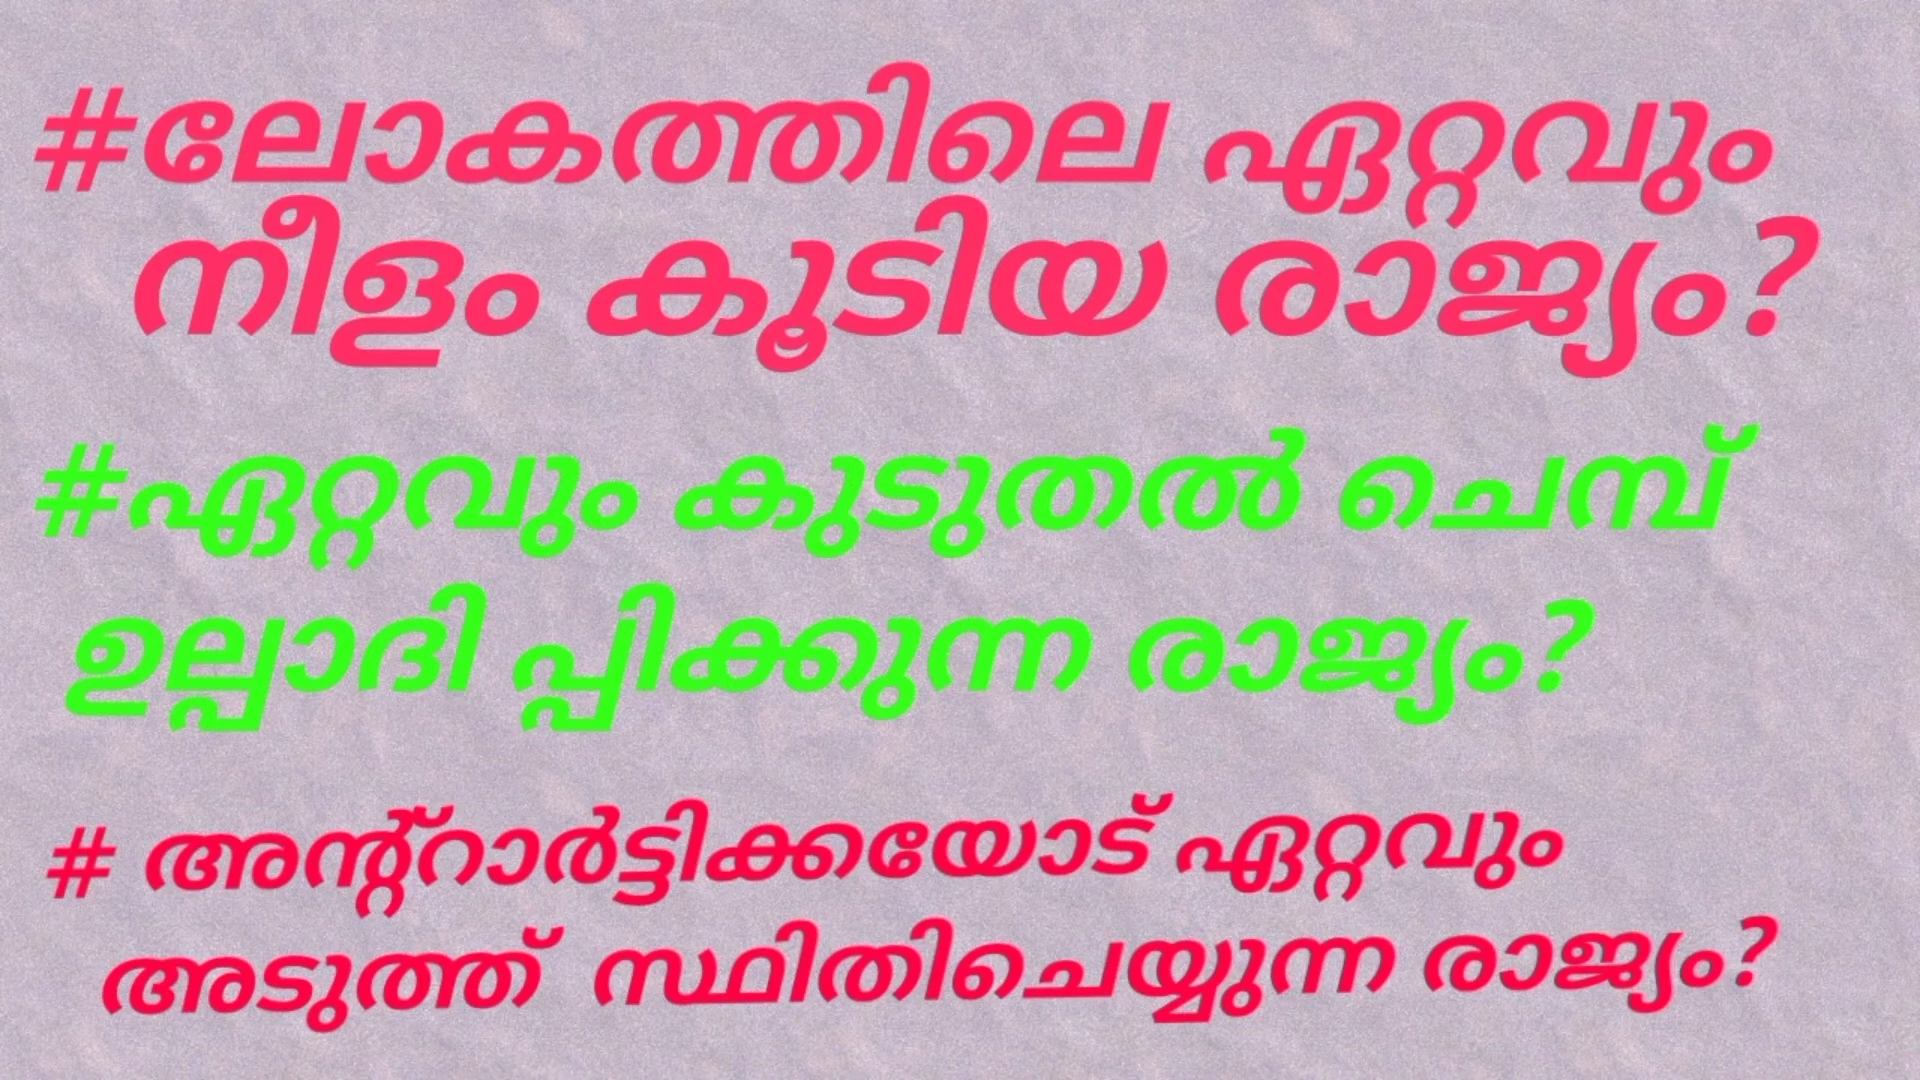 #ലോകത്തിലെ ഏറ്റവും
നീളം കൂടിയ രാജ്യം?
#ഏറ്റവും കുടുതൽ ചെമ്പ്
ഉല്പാദി പ്പിക്കുന്ന രാജ്യം?
# അന്റ്റാർട്ടിക്കയോട് ഏറ്റവും
അടുത്ത് സ്ഥിതിചെയ്യുന്ന രാജ്യം?